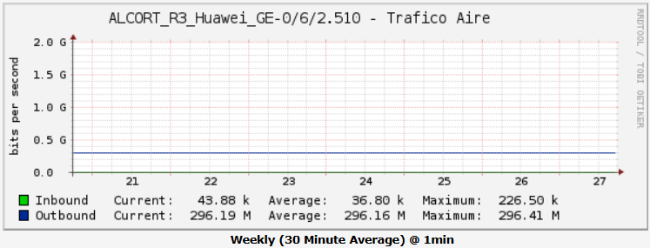 ALCORT_R3_Huawei_GE-0/6/2.510 - Trafico Aire
RRDTOOL / TOBI OETIKER
bits per second
2.0 G
1.5 G
1.0 G
0.5 G
0.0
21 22 23 24 25 26 27
Inbound Current: 43.88 k Average: 36.80 k Maximum: 226.50 k
Outbound Current: 296.19 M Average: 296.16 M Maximum: 296.41 M
Weekly (30 Minute Average) @ 1min